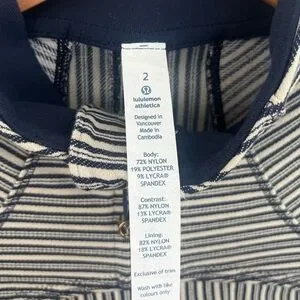 2
lululemon
athletica
Designed in
Vancouver
Made in
Cambodia
Body:
72% NYLON
19% POLYESTER
9% LYCRA®
SPANDEX
Contrast:
87% NYLON
13% LYCRA®
SPANDEX
Lining:
82% NYLON
18% LYCRA®
SPANDEX
Exclusive of trim
Wash with like
colours only